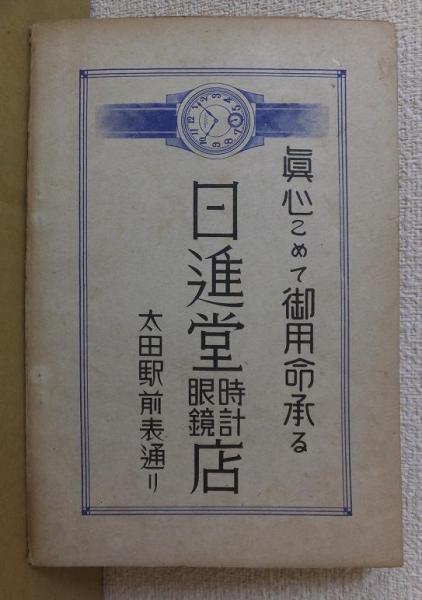 眞心こめて御用命承る
日進堂時計眼鏡店
太田駅前表通り